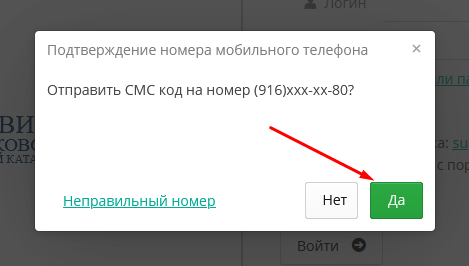 Логин
Подтверждение номера мобильного телефона ×
Отправить СМС код на номер (916)xxx-xx-80?
Неправильный номер
Нет
Да
Войти